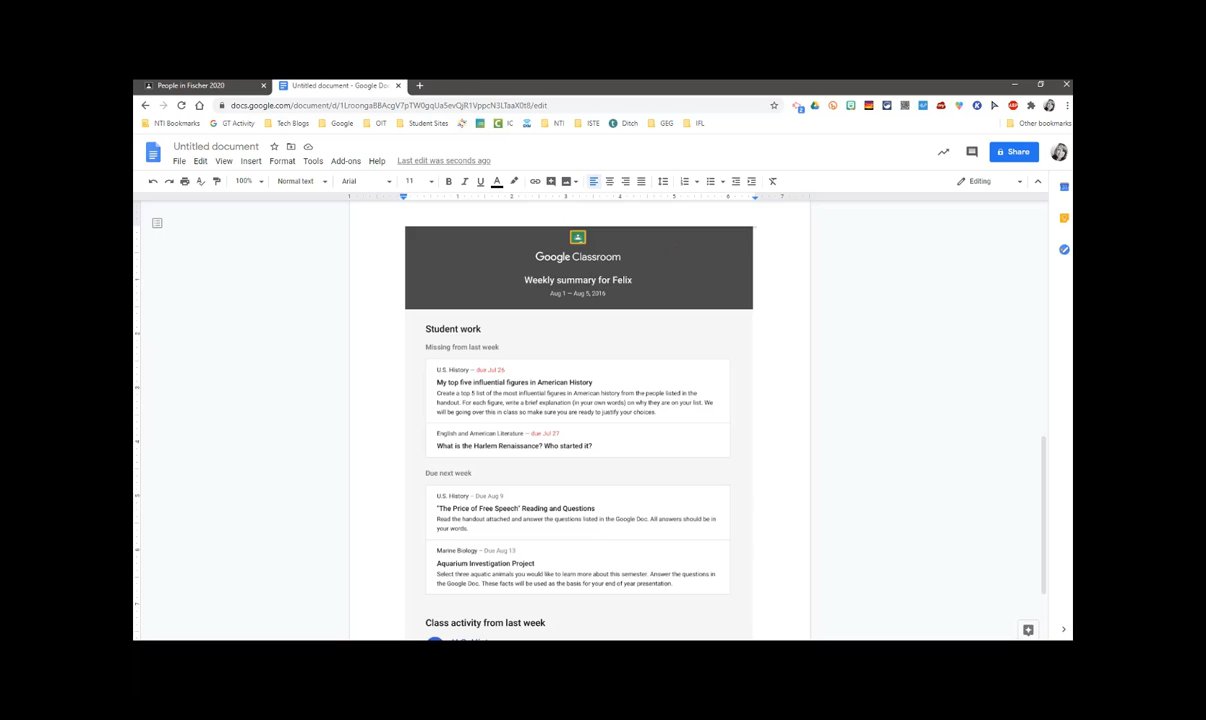 People in Fischer 2020
Untitled document - Google Doc
docs.google.com/document/d/1LroongaBBAcgV7pTW0gqUa5evQjR1VppcN3LTaaX0t8/edit
NTI Bookmarks GT Activity Tech Blogs Google OIT Student Sites IC NTI ISTE Ditch GEG IFL Other bookmarks
Untitled document
File Edit View Insert Format Tools Add-ons Help Last edit was seconds ago
Share
100% Normal text Arial 11 Editing
1 2 3 4 5 6 7
Google Classroom
Weekly summary for Felix
Aug 1 — Aug 5, 2016
Student work
Missing from last week
U.S. History – due Jul 26
My top five influential figures in American History
Create a top 5 list of the most influential figures in American history from the people listed in the
handout. For each figure, write a brief explanation (in your own words) on why they are on your list. We
will be going over this in class so make sure you are ready to justify your choices.
English and American Literature – due Jul 27
What is the Harlem Renaissance? Who started it?
Due next week
U.S. History – Due Aug 9
"The Price of Free Speech" Reading and Questions
Read the handout attached and answer the questions listed in the Google Doc. All answers should be in
your words.
Marine Biology – Due Aug 13
Aquarium Investigation Project
Select three aquatic animals you would like to learn more about this semester. Answer the questions in
the Google Doc. These facts will be used as the basis for your end of year presentation.
Class activity from last week